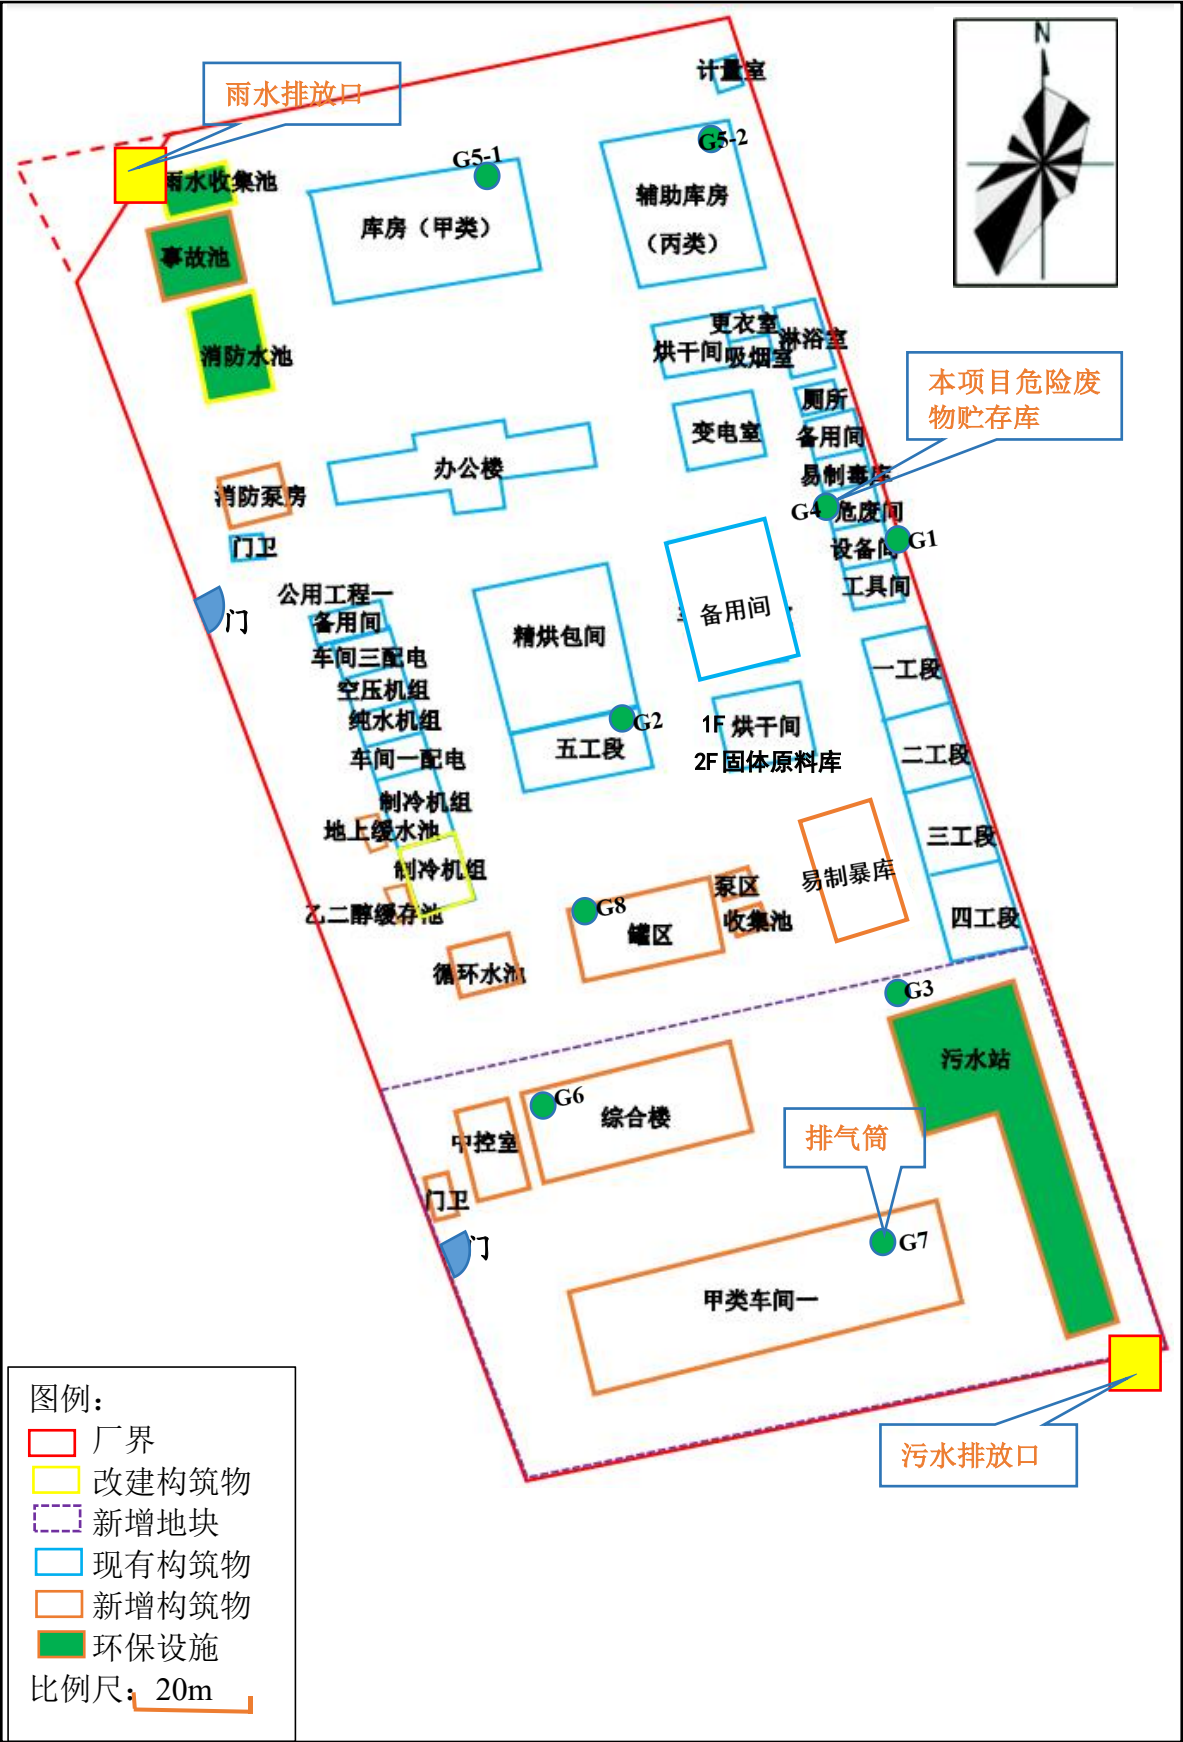 N
计量室
雨水排放口
G5-1
G5-2
雨水收集池
库房（甲类）
辅助库房
（丙类）
事故池
消防水池
更衣室
烘干间
吸烟室
淋浴室
本项目危险废
物贮存库
厕所
变电室
备用间
办公楼
易制毒库
消防泵房
G4
危废间
门卫
设备间
G1
工具间
公用工程一
备用间
门
精烘包间
备用间
车间三配电
一工段
空压机组
纯水机组
G2
1F 烘干间
五工段
车间一配电
2F 固体原料库
二工段
制冷机组
地上缓水池
三工段
制冷机组
易制暴库
泵区
乙二醇缓存池
G8
罐区
收集池
四工段
循环水池
G3
污水站
G6
综合楼
中控室
排气筒
门卫
门
G7
甲类车间一
污水排放口
图例：
厂界
改建构筑物
新增地块
现有构筑物
新增构筑物
环保设施
比例尺：20m